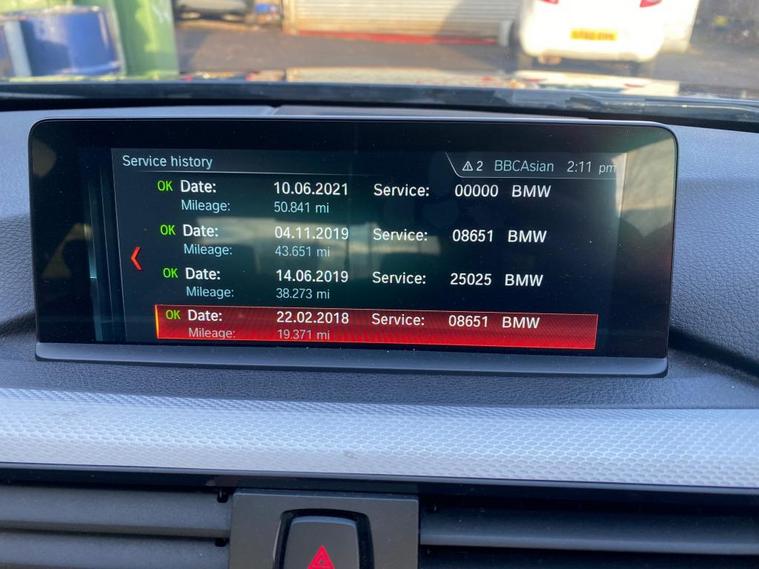 Service history
⚠2 BBCAsian 2:11 pm
OK Date: 10.06.2021 Service: 00000 BMW
Mileage: 50.841 mi
OK Date: 04.11.2019 Service: 08651 BMW
Mileage: 43.651 mi
OK Date: 14.06.2019 Service: 25025 BMW
Mileage: 38.273 mi
OK Date: 22.02.2018 Service: 08651 BMW
Mileage: 19.371 mi